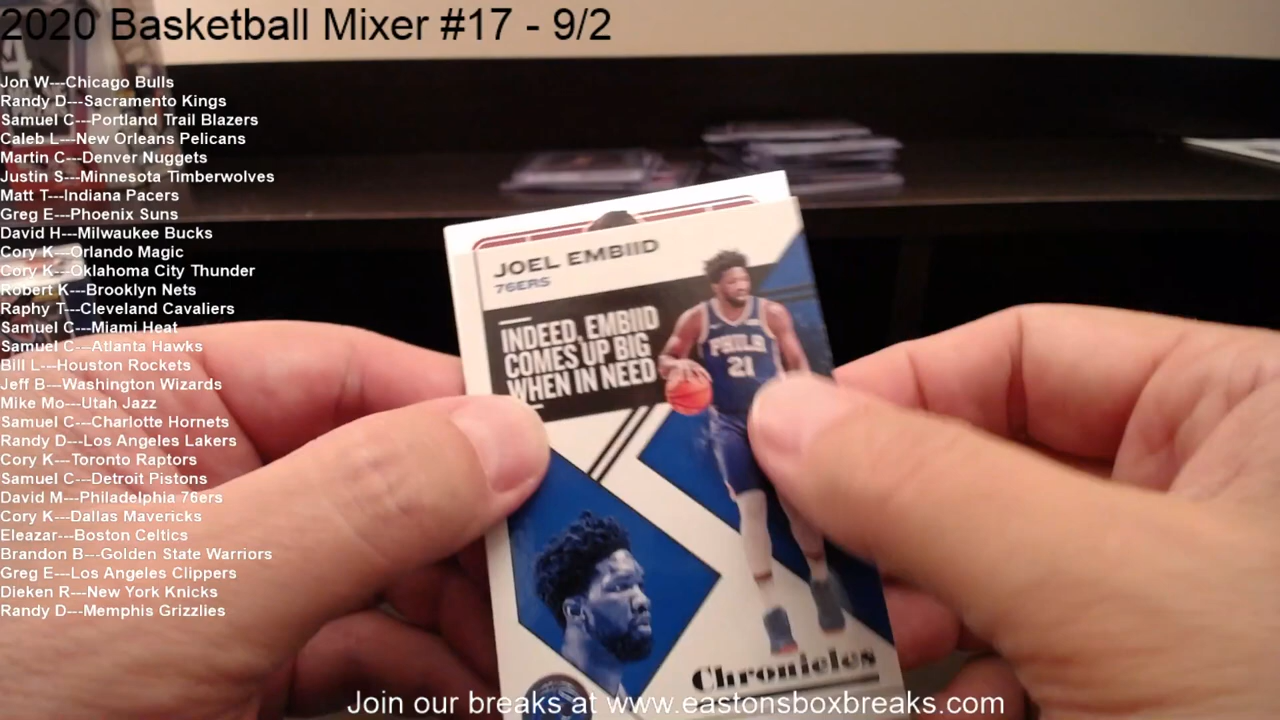 2020 Basketball Mixer #17 - 9/2
Jon W---Chicago Bulls
Randy D---Sacramento Kings
Samuel C---Portland Trail Blazers
Caleb L---New Orleans Pelicans
Martin C---Denver Nuggets
Justin S---Minnesota Timberwolves
Matt T---Indiana Pacers
Greg E---Phoenix Suns
David H---Milwaukee Bucks
Cory K---Orlando Magic
Cory K---Oklahoma City Thunder
Robert K---Brooklyn Nets
Raphy T---Cleveland Cavaliers
Samuel C---Miami Heat
Samuel C---Atlanta Hawks
Bill L---Houston Rockets
Jeff B---Washington Wizards
Mike Mo---Utah Jazz
Samuel C---Charlotte Hornets
Randy D---Los Angeles Lakers
Cory K---Toronto Raptors
Samuel C---Detroit Pistons
David M---Philadelphia 76ers
Cory K---Dallas Mavericks
Eleazar---Boston Celtics
Brandon B---Golden State Warriors
Greg E---Los Angeles Clippers
Dieken R---New York Knicks
Randy D---Memphis Grizzlies
JOEL EMBIID
76ERS
INDEED, EMBIID
COMES UP BIG
WHEN IN NEED
PHILA
21
Chronicles
Join our breaks at www.eastonsboxbreaks.com